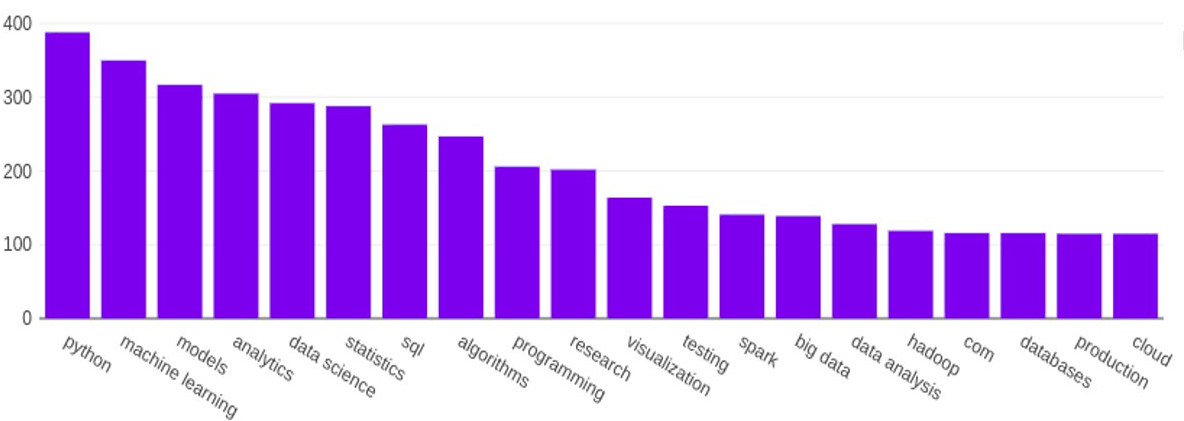 400
300
200
100
0
python
machine learning
models
analytics
data science
statistics
sql
algorithms
programming
research
visualization
testing
spark
big data
data analysis
hadoop
com
databases
production
cloud